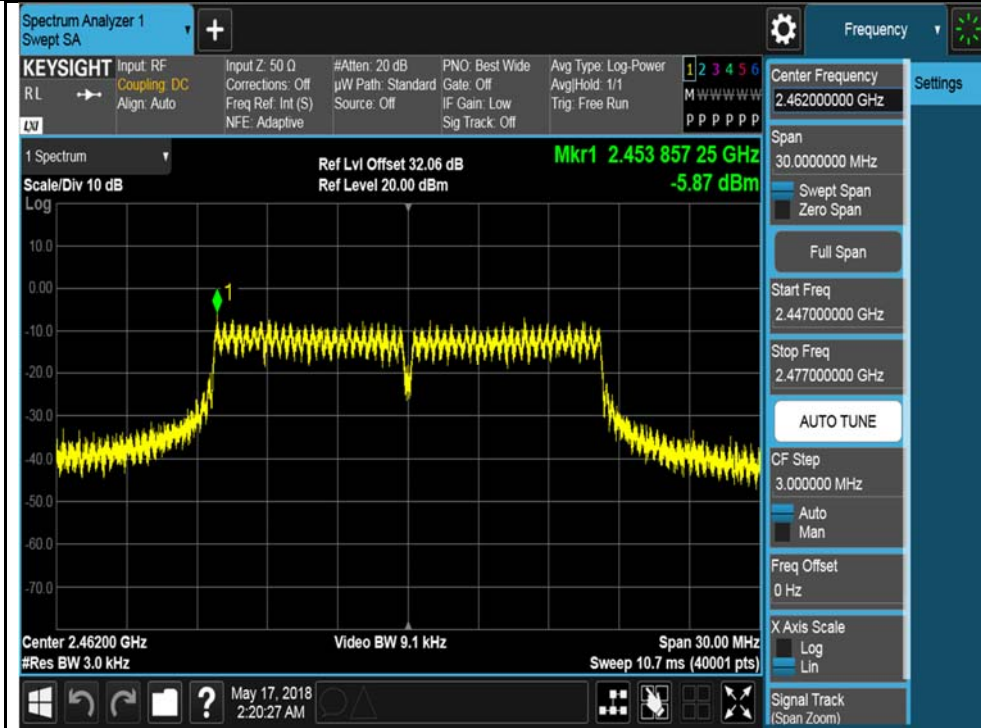 Spectrum Analyzer 1
Swept SA
+
Frequency
KEYSIGHT
RL
LXI
Input: RF
Coupling: DC
Align: Auto
Input Z: 50 Ω
Corrections: Off
Freq Ref: Int (S)
NFE: Adaptive
#Atten: 20 dB
µW Path: Standard
Source: Off
PNO: Best Wide
Gate: Off
IF Gain: Low
Sig Track: Off
Avg Type: Log-Power
Avg|Hold: 1/1
Trig: Free Run
1 2 3 4 5 6
M W W W W W
P P P P P P
1 Spectrum
Scale/Div 10 dB
Log
Ref Lvl Offset 32.06 dB
Ref Level 20.00 dBm
Mkr1 2.453 857 25 GHz
-5.87 dBm
10.0
0.00
-10.0
-20.0
-30.0
-40.0
-50.0
-60.0
-70.0
1
Center 2.46200 GHz
#Res BW 3.0 kHz
Video BW 9.1 kHz
Span 30.00 MHz
Sweep 10.7 ms (40001 pts)
?
May 17, 2018
2:20:27 AM
Center Frequency
2.462000000 GHz
Span
30.0000000 MHz
Swept Span
Zero Span
Full Span
Start Freq
2.447000000 GHz
Stop Freq
2.477000000 GHz
AUTO TUNE
CF Step
3.000000 MHz
Auto
Man
Freq Offset
0 Hz
X Axis Scale
Log
Lin
Signal Track
(Span Zoom)
Settings